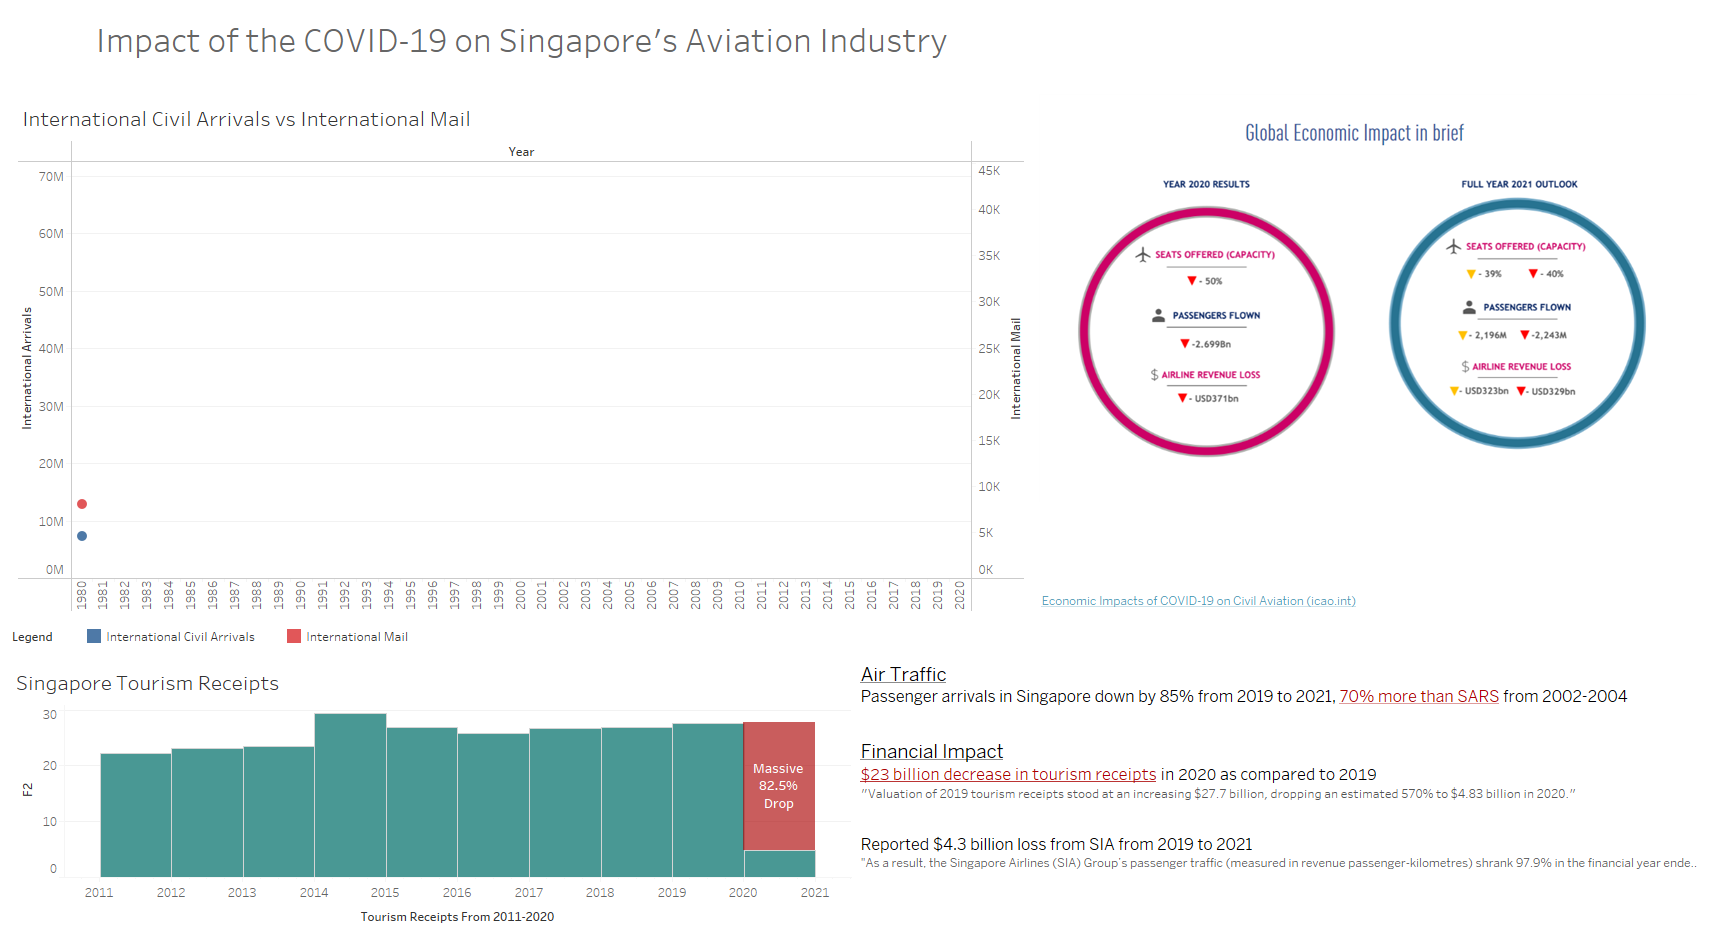 Impact of the COVID-19 on Singapore's Aviation Industry
International Civil Arrivals vs International Mail
Year
International Arrivals
70M
60M
50M
40M
30M
20M
10M
0M
45K
40K
35K
30K
25K
20K
15K
10K
5K
0K
International Mail
1980 1981 1982 1983 1984 1985 1986 1987 1988 1989 1990 1991 1992 1993 1994 1995 1996 1997 1998 1999 2000 2001 2002 2003 2004 2005 2006 2007 2008 2009 2010 2011 2012 2013 2014 2015 2016 2017 2018 2019 2020
Legend International Civil Arrivals International Mail
Global Economic Impact in brief
YEAR 2020 RESULTS
SEATS OFFERED (CAPACITY)
- 50%
PASSENGERS FLOWN
-2.699Bn
$ AIRLINE REVENUE LOSS
- USD371bn
FULL YEAR 2021 OUTLOOK
SEATS OFFERED (CAPACITY)
- 39% - 40%
PASSENGERS FLOWN
- 2,196M -2,243M
$ AIRLINE REVENUE LOSS
- USD323bn - USD329bn
Economic Impacts of COVID-19 on Civil Aviation (icao.int)
Singapore Tourism Receipts
F2
30
20
10
0
Massive
82.5%
Drop
2011 2012 2013 2014 2015 2016 2017 2018 2019 2020 2021
Tourism Receipts From 2011-2020
Air Traffic
Passenger arrivals in Singapore down by 85% from 2019 to 2021, 70% more than SARS from 2002-2004
Financial Impact
$23 billion decrease in tourism receipts in 2020 as compared to 2019
"Valuation of 2019 tourism receipts stood at an increasing $27.7 billion, dropping an estimated 570% to $4.83 billion in 2020."
Reported $4.3 billion loss from SIA from 2019 to 2021
"As a result, the Singapore Airlines (SIA) Group's passenger traffic (measured in revenue passenger-kilometres) shrank 97.9% in the financial year ende..